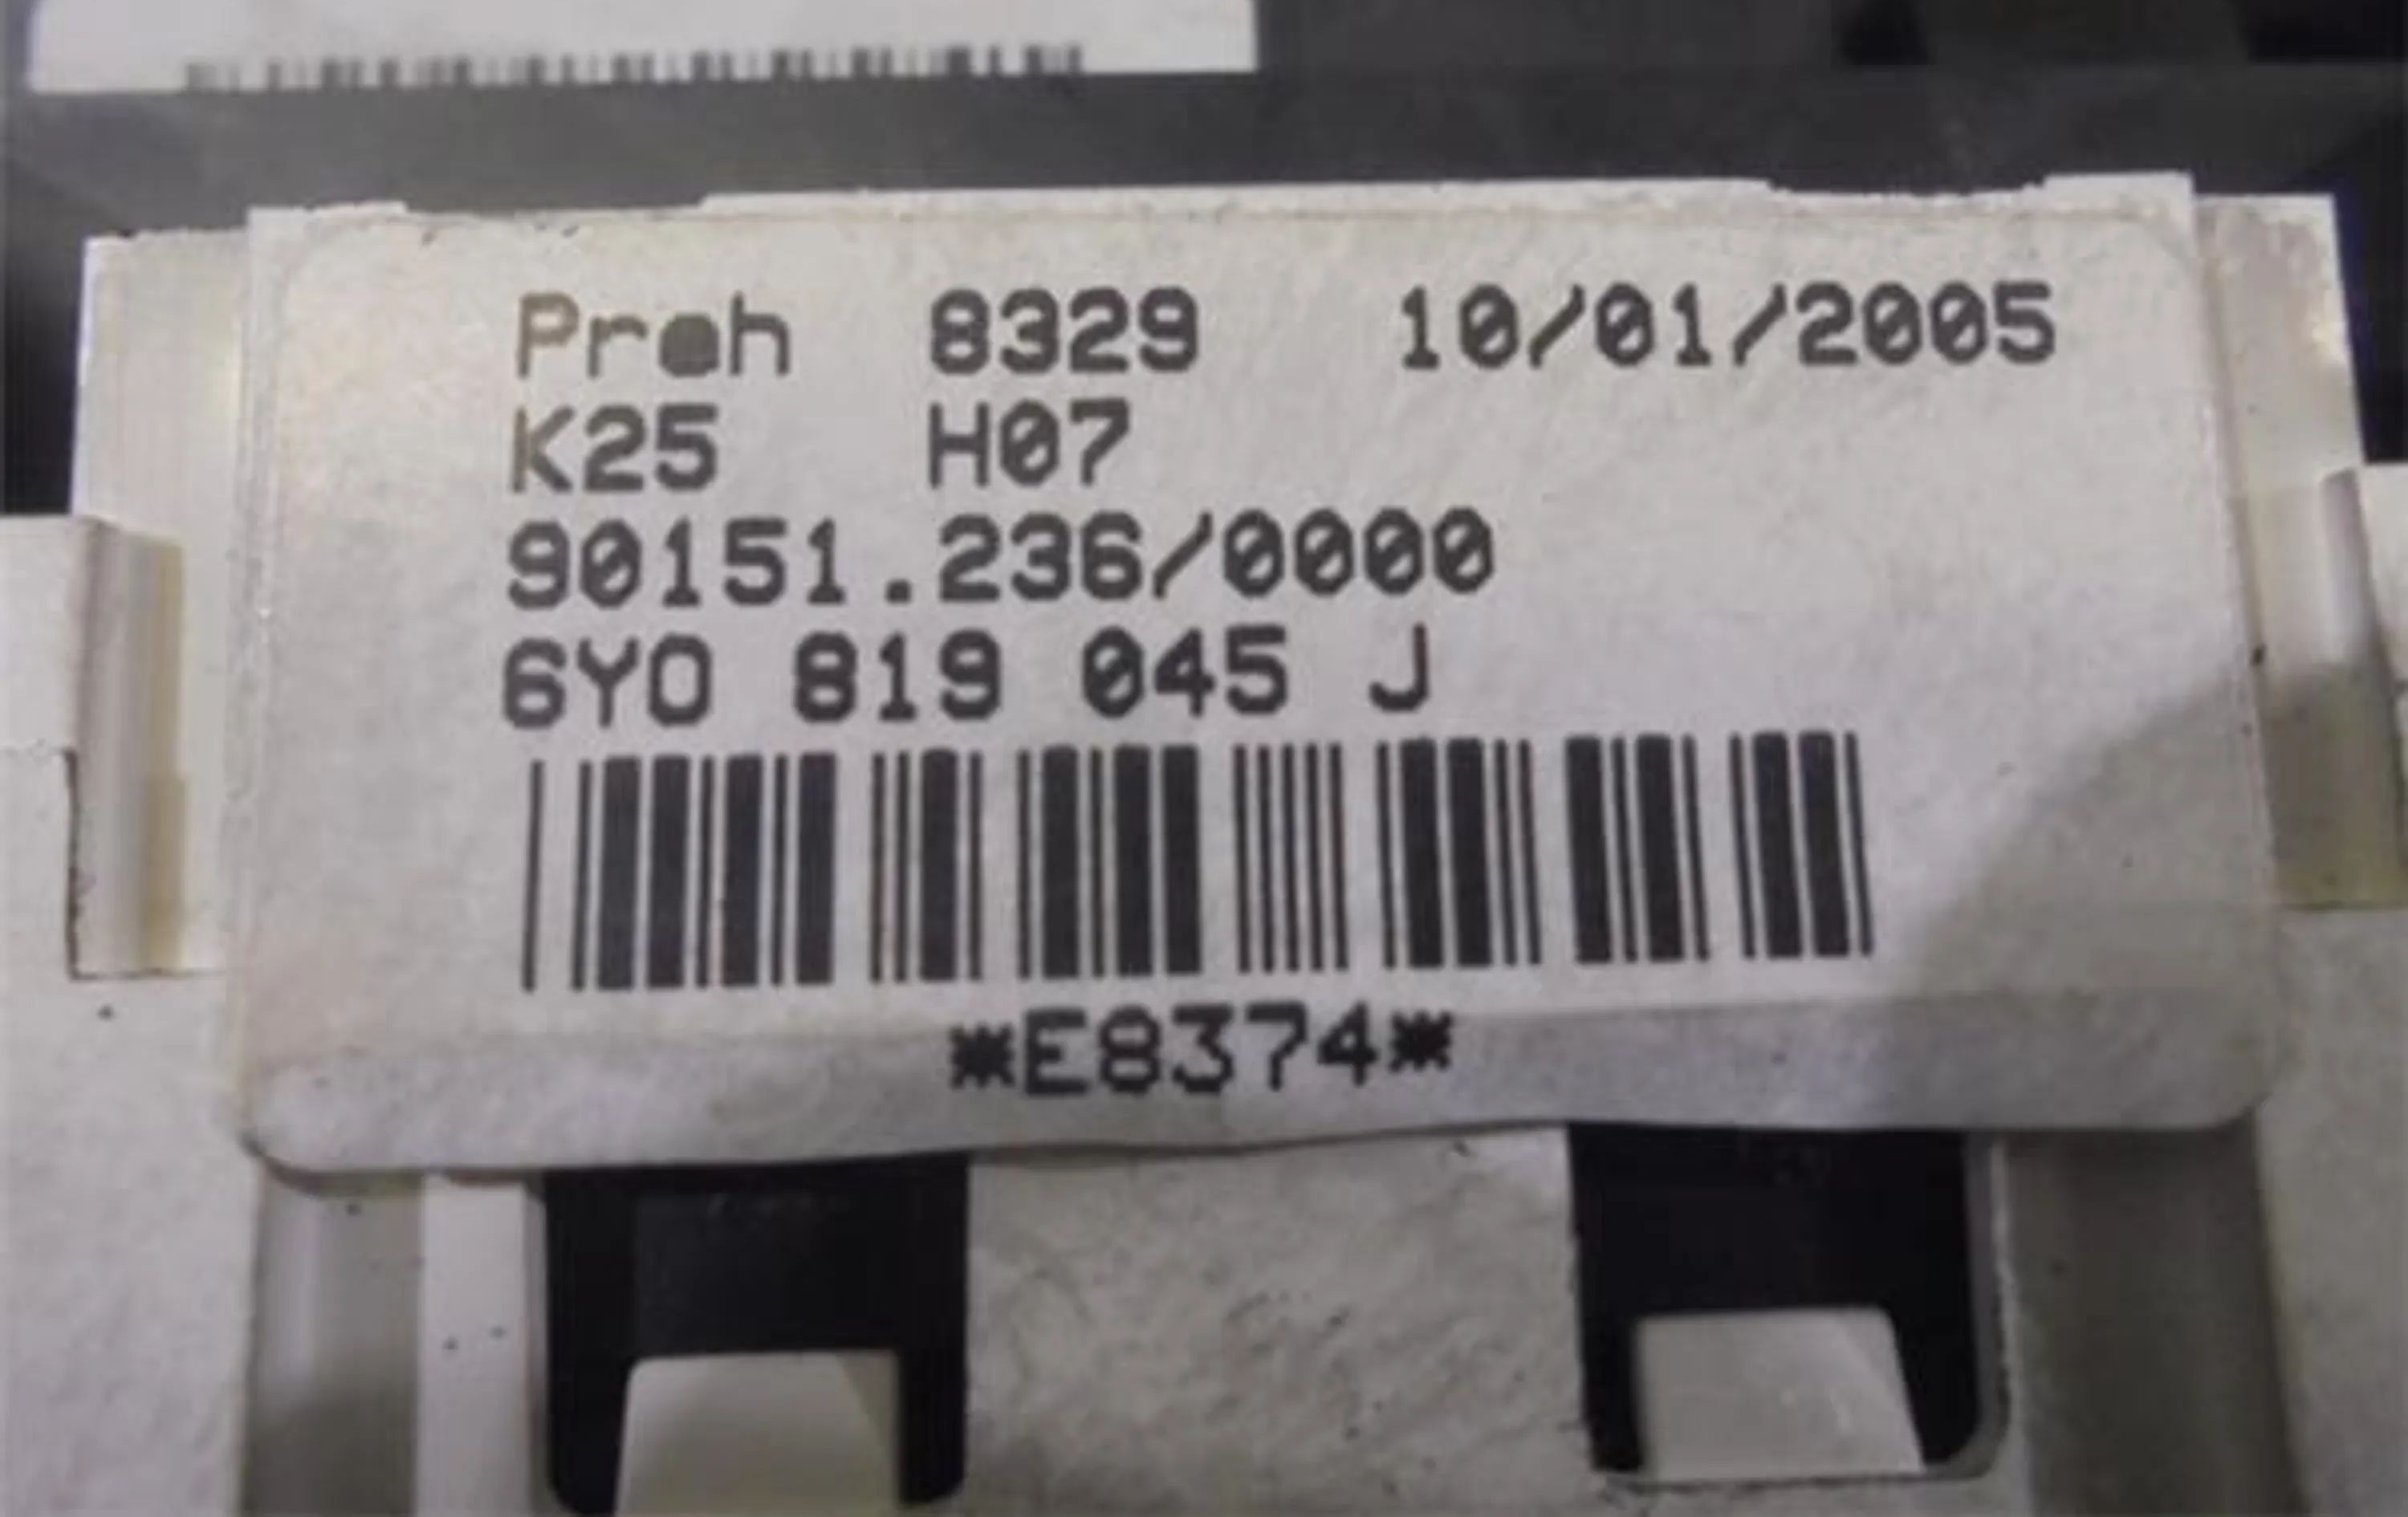 Preh 8329 10/01/2005
K25 H07
90151.236/0000
6Y0 819 045 J
*E8374*